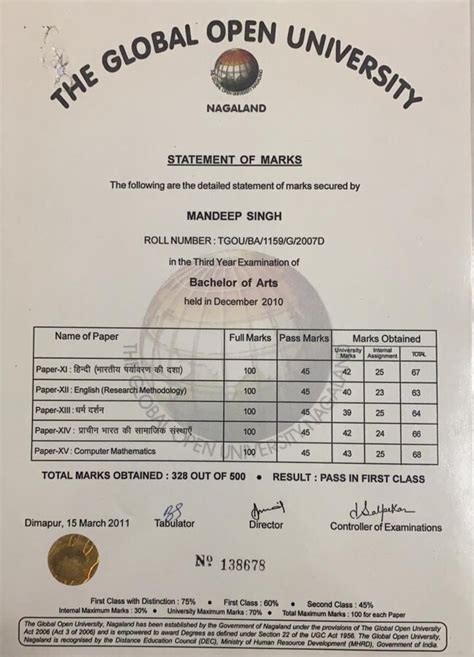 THE GLOBAL OPEN UNIVERSITY
NAGALAND
STATEMENT OF MARKS
The following are the detailed statement of marks secured by
MANDEEP SINGH
ROLL NUMBER : TGOU/BA/1159/G/2007D
in the Third Year Examination of
Bachelor of Arts
held in December 2010
Name of Paper Full Marks Pass Marks Marks Obtained
University Marks Internal Assignment TOTAL
Paper-XI : हिन्दी (भारतीय पर्यावरण की दशा) 100 45 42 25 67
Paper-XII : English (Research Methodology) 100 45 40 23 63
Paper-XIII : धर्म दर्शन 100 45 39 25 64
Paper-XIV : प्राचीन भारत की सामाजिक संस्थाएँ 100 45 42 24 66
Paper-XV : Computer Mathematics 100 45 43 25 68
TOTAL MARKS OBTAINED : 328 OUT OF 500 • RESULT : PASS IN FIRST CLASS
Dimapur, 15 March 2011 Tabulator Director Controller of Examinations
Nº 138678
First Class with Distinction : 75% • First Class : 60% • Second Class : 45%
Internal Maximum Marks : 30% • University Maximum Marks : 70% • Total Maximum Marks : 100 for each Paper
The Global Open University, Nagaland has been established by the Government of Nagaland under the provisions of The Global Open University
Act 2006 (Act 3 of 2006) and is empowered to award Degrees as defined under Section 22 of the UGC Act 1956. The Global Open University,
Nagaland is recognised by the Distance Education Council (DEC), Ministry of Human Resource Development (MHRD), Government of India.